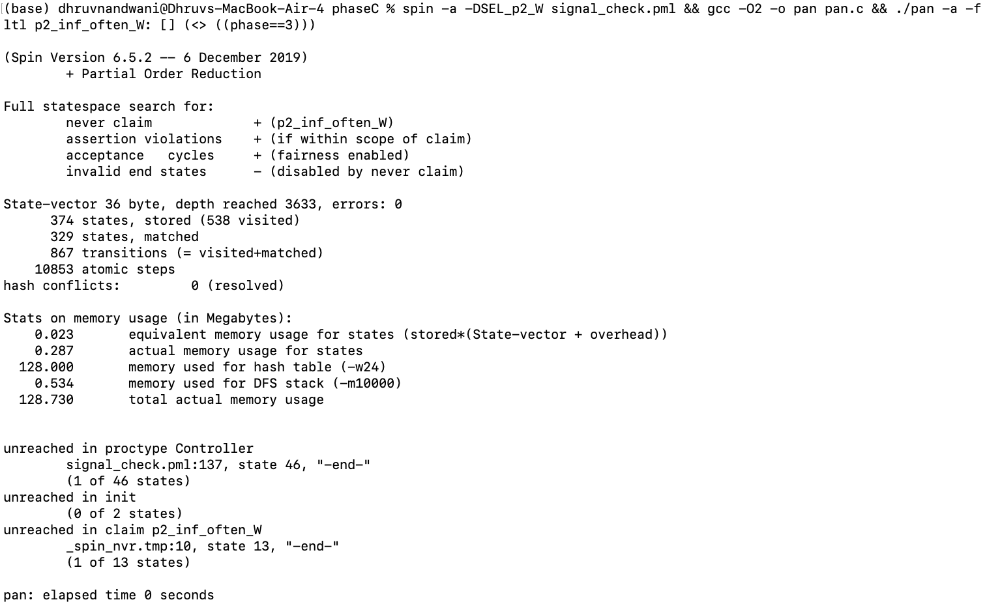 (base) dhruvnandwani@Dhruvs-MacBook-Air-4 phaseC % spin -a -DSEL_p2_W signal_check.pml && gcc -O2 -o pan pan.c && ./pan -a -f
ltl p2_inf_often_W: [] (<> ((phase==3)))
(Spin Version 6.5.2 -- 6 December 2019)
+ Partial Order Reduction
Full statespace search for:
never claim + (p2_inf_often_W)
assertion violations + (if within scope of claim)
acceptance cycles + (fairness enabled)
invalid end states - (disabled by never claim)
State-vector 36 byte, depth reached 3633, errors: 0
374 states, stored (538 visited)
329 states, matched
867 transitions (= visited+matched)
10853 atomic steps
hash conflicts: 0 (resolved)
Stats on memory usage (in Megabytes):
0.023 equivalent memory usage for states (stored*(State-vector + overhead))
0.287 actual memory usage for states
128.000 memory used for hash table (-w24)
0.534 memory used for DFS stack (-m10000)
128.730 total actual memory usage
unreached in proctype Controller
signal_check.pml:137, state 46, "-end-"
(1 of 46 states)
unreached in init
(0 of 2 states)
unreached in claim p2_inf_often_W
_spin_nvr.tmp:10, state 13, "-end-"
(1 of 13 states)
pan: elapsed time 0 seconds